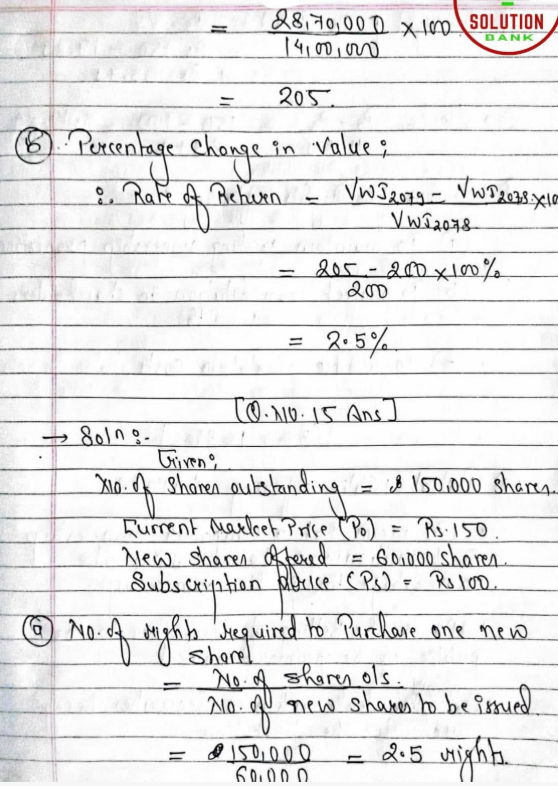 SOLUTION
BANK
= 28,70,000 / 14,00,000 × 100
= 205.
(b) Percentage change in value;
∴ Rate of Return = VWI2079 - VWI2078 / VWI2078 × 10
= 205 - 200 / 200 × 100%
= 2.5%
[Q.No. 15 Ans]
→ Soln:-
Given;
No. of Shares outstanding = 150,000 shares.
Current Market Price (P0) = Rs. 150.
New shares offered = 60,000 shares.
Subscription price (Ps) = Rs 100.
(a) No. of rights required to Purchase one new
share
= No. of shares o/s. / No. of new shares to be issued
= 150,000 / 60,000 = 2.5 rights.